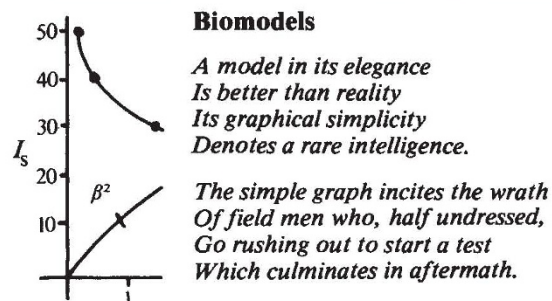 Biomodels
A model in its elegance
Is better than reality
Its graphical simplicity
Denotes a rare intelligence.
The simple graph incites the wrath
Of field men who, half undressed,
Go rushing out to start a test
Which culminates in aftermath.
50
40
30
I_s
20
β²
10